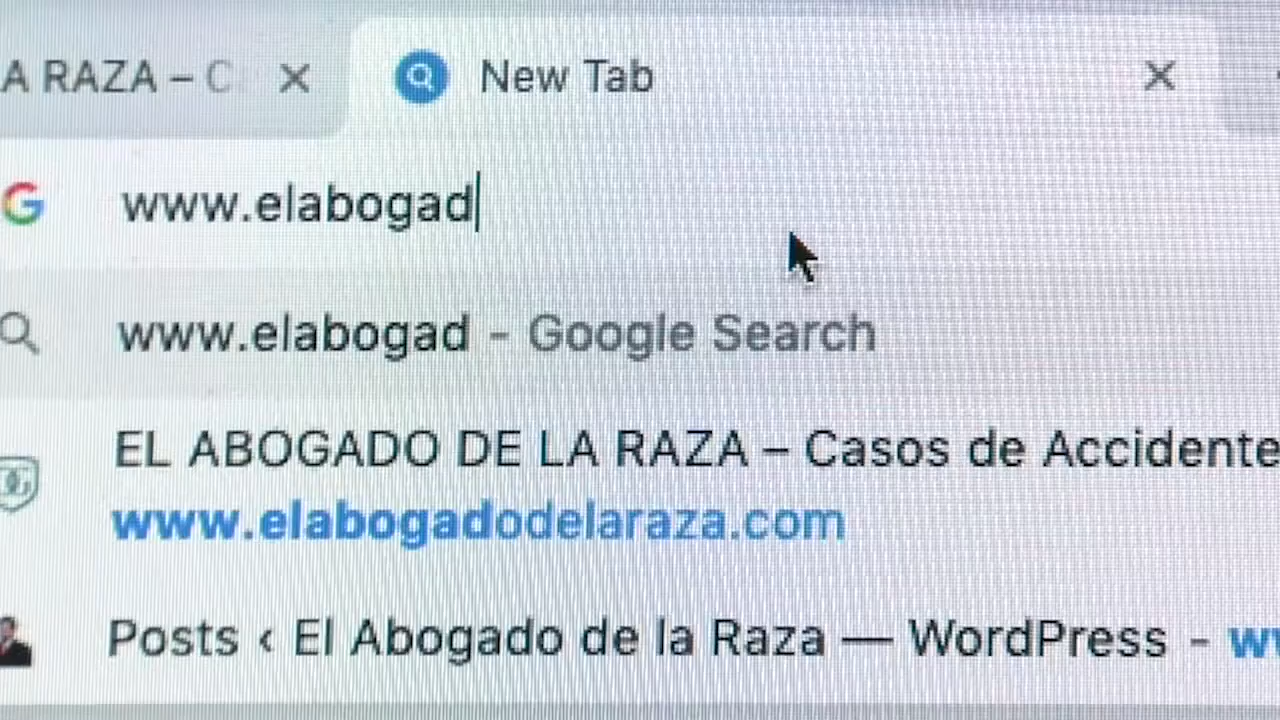 A RAZA – C
New Tab
www.elabogad
www.elabogad - Google Search
EL ABOGADO DE LA RAZA – Casos de Accidente
www.elabogadodelaraza.com
Posts ‹ El Abogado de la Raza — WordPress - ww